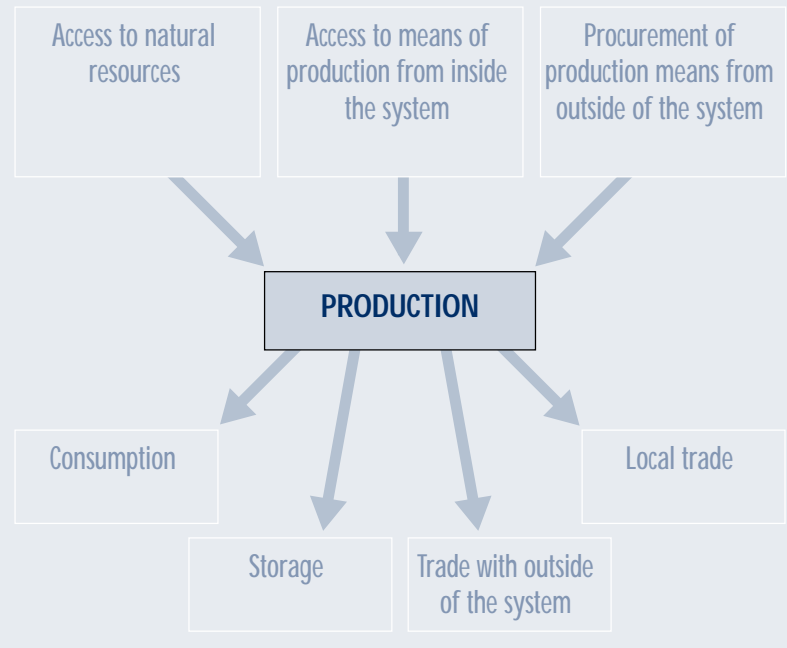 Access to natural
resources
Access to means of
production from inside
the system
Procurement of
production means from
outside of the system
PRODUCTION
Consumption
Local trade
Storage
Trade with outside
of the system